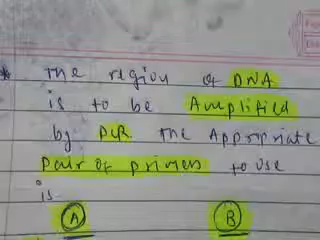 * The region of DNA
is to be Amplified
by PCR the Appropriate
pair of primers to use
is
A B